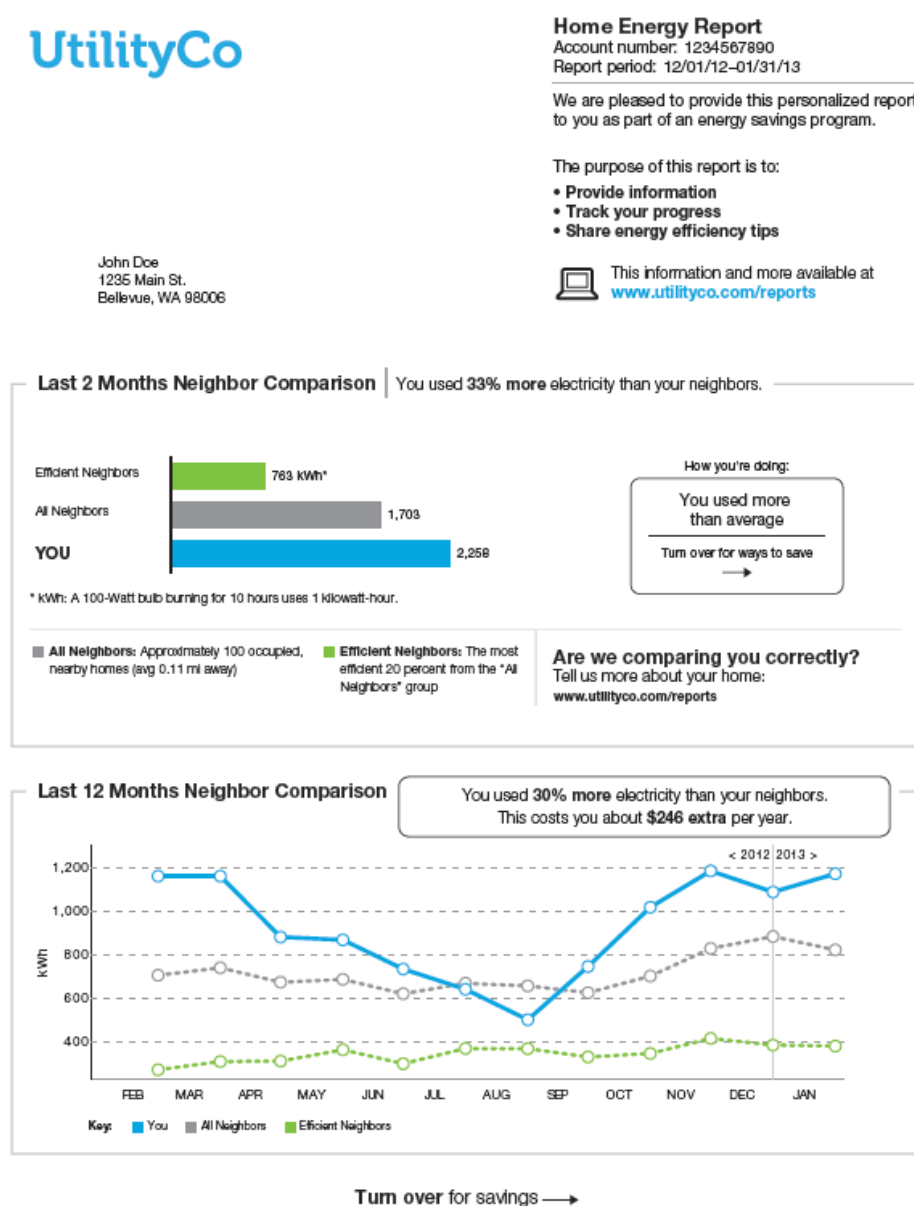 UtilityCo
Home Energy Report
Account number: 1234567890
Report period: 12/01/12–01/31/13
We are pleased to provide this personalized report
to you as part of an energy savings program.
The purpose of this report is to:
• Provide information
• Track your progress
• Share energy efficiency tips
This information and more available at
www.utilityco.com/reports
John Doe
1235 Main St.
Bellevue, WA 98006
Last 2 Months Neighbor Comparison | You used 33% more electricity than your neighbors.
Efficient Neighbors
763 kWh*
All Neighbors
1,703
YOU
2,258
* kWh: A 100-Watt bulb burning for 10 hours uses 1 kilowatt-hour.
How you're doing:
You used more
than average
Turn over for ways to save
All Neighbors: Approximately 100 occupied,
nearby homes (avg 0.11 mi away)
Efficient Neighbors: The most
efficient 20 percent from the "All
Neighbors" group
Are we comparing you correctly?
Tell us more about your home:
www.utilityco.com/reports
Last 12 Months Neighbor Comparison
You used 30% more electricity than your neighbors.
This costs you about $246 extra per year.
< 2012 2013 >
1,200
1,000
800
600
400
kWh
FEB MAR APR MAY JUN JUL AUG SEP OCT NOV DEC JAN
Key: You All Neighbors Efficient Neighbors
Turn over for savings